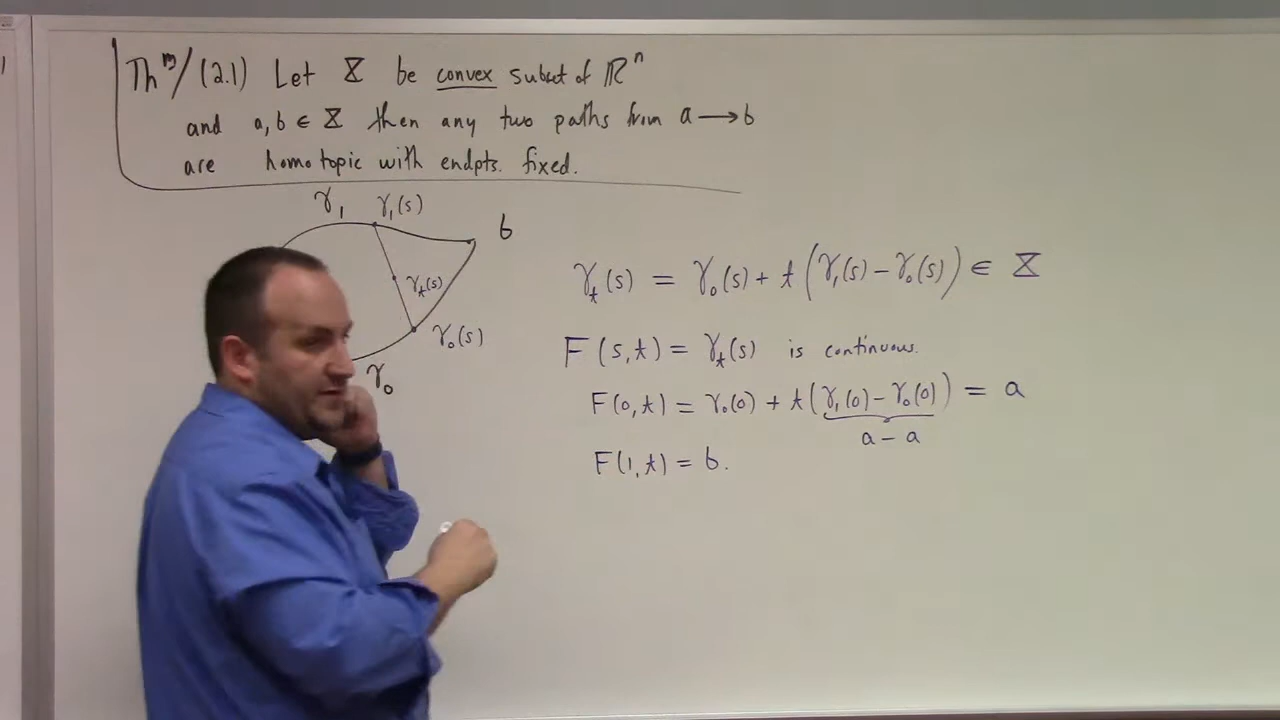 Thᵐ/ (2.1) Let X be convex subset of ℝⁿ
and a, b ∈ X then any two paths from a ⟶ b
are homotopic with endpts. fixed.
γ₁ γ₁(s)
b
γₜ(s)
γ₀(s)
γ₀
γₜ(s) = γ₀(s) + t(γ₁(s) – γ₀(s)) ∈ X
F(s,t) = γₜ(s) is continuous.
F(0,t) = γ₀(0) + t(γ₁(0) – γ₀(0)) = a
a – a
F(1,t) = b.